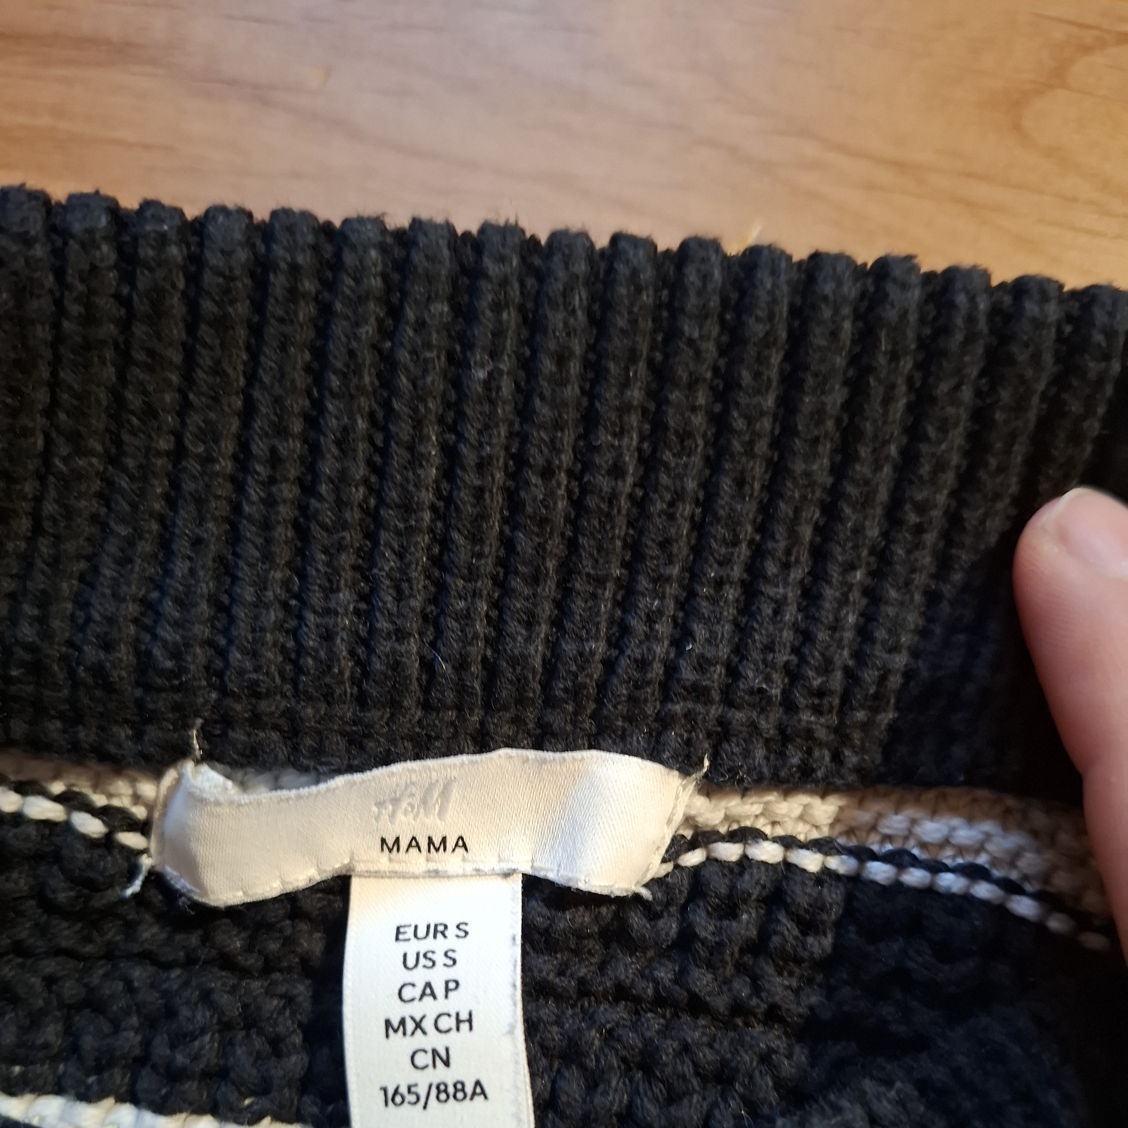 H&M
MAMA
EUR S
US S
CA P
MX CH
CN
165/88A